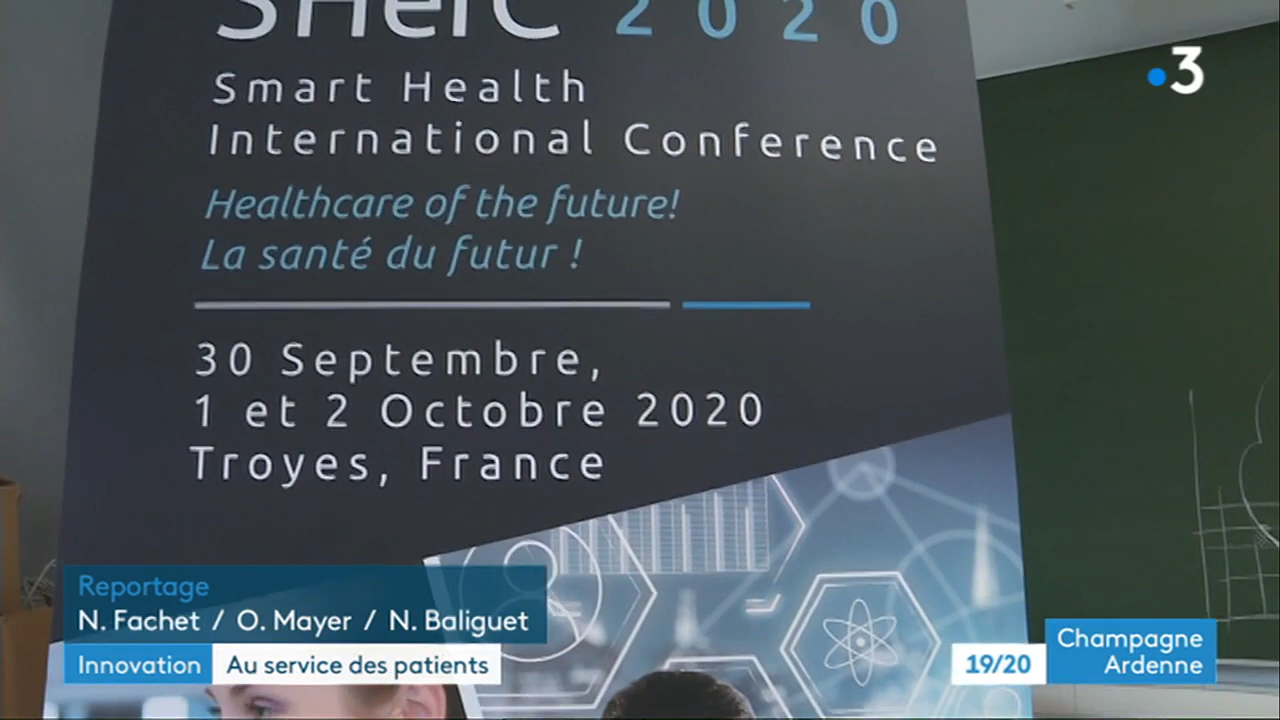 SHeIC 2020
Smart Health
International Conference
Healthcare of the future!
La santé du futur !
30 Septembre,
1 et 2 Octobre 2020
Troyes, France
3
Reportage
N. Fachet / O. Mayer / N. Baliguet
Innovation Au service des patients
19/20
Champagne
Ardenne